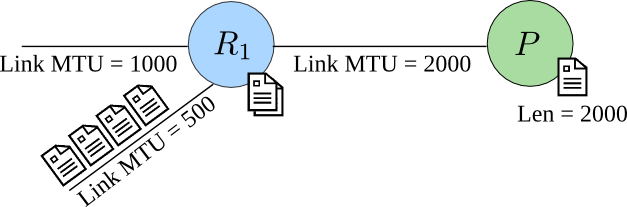 R₁
P
Link MTU = 1000
Link MTU = 2000
Len = 2000
Link MTU = 500